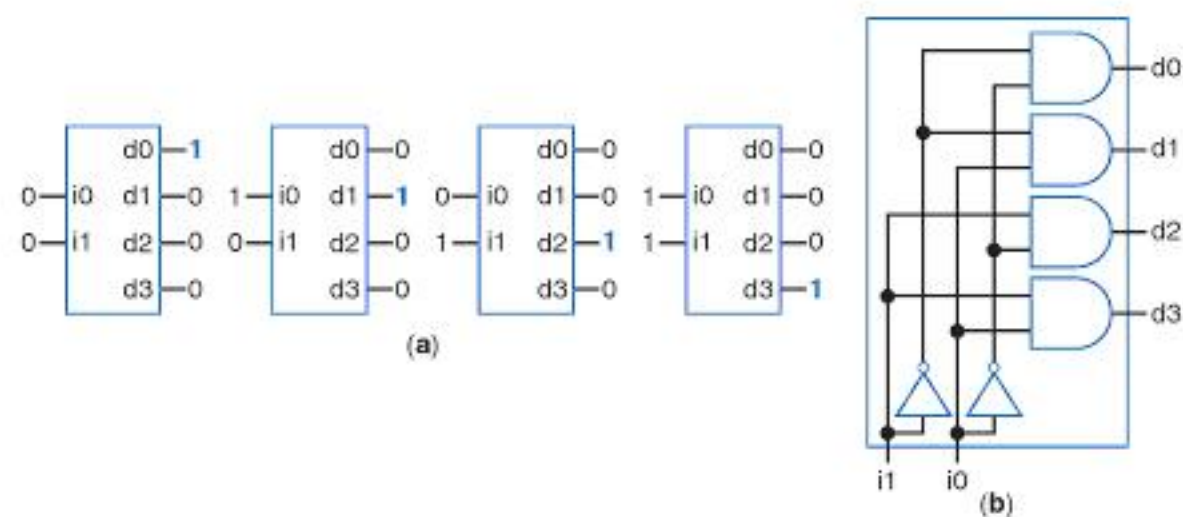 d0 1 d0 0 d0 0 d0 0
0 i0 d1 0 1 i0 d1 1 0 i0 d1 0 1 i0 d1 0
0 i1 d2 0 0 i1 d2 0 1 i1 d2 1 1 i1 d2 0
d3 0 d3 0 d3 0 d3 1
(a)
d0
d1
d2
d3
i1 i0
(b)